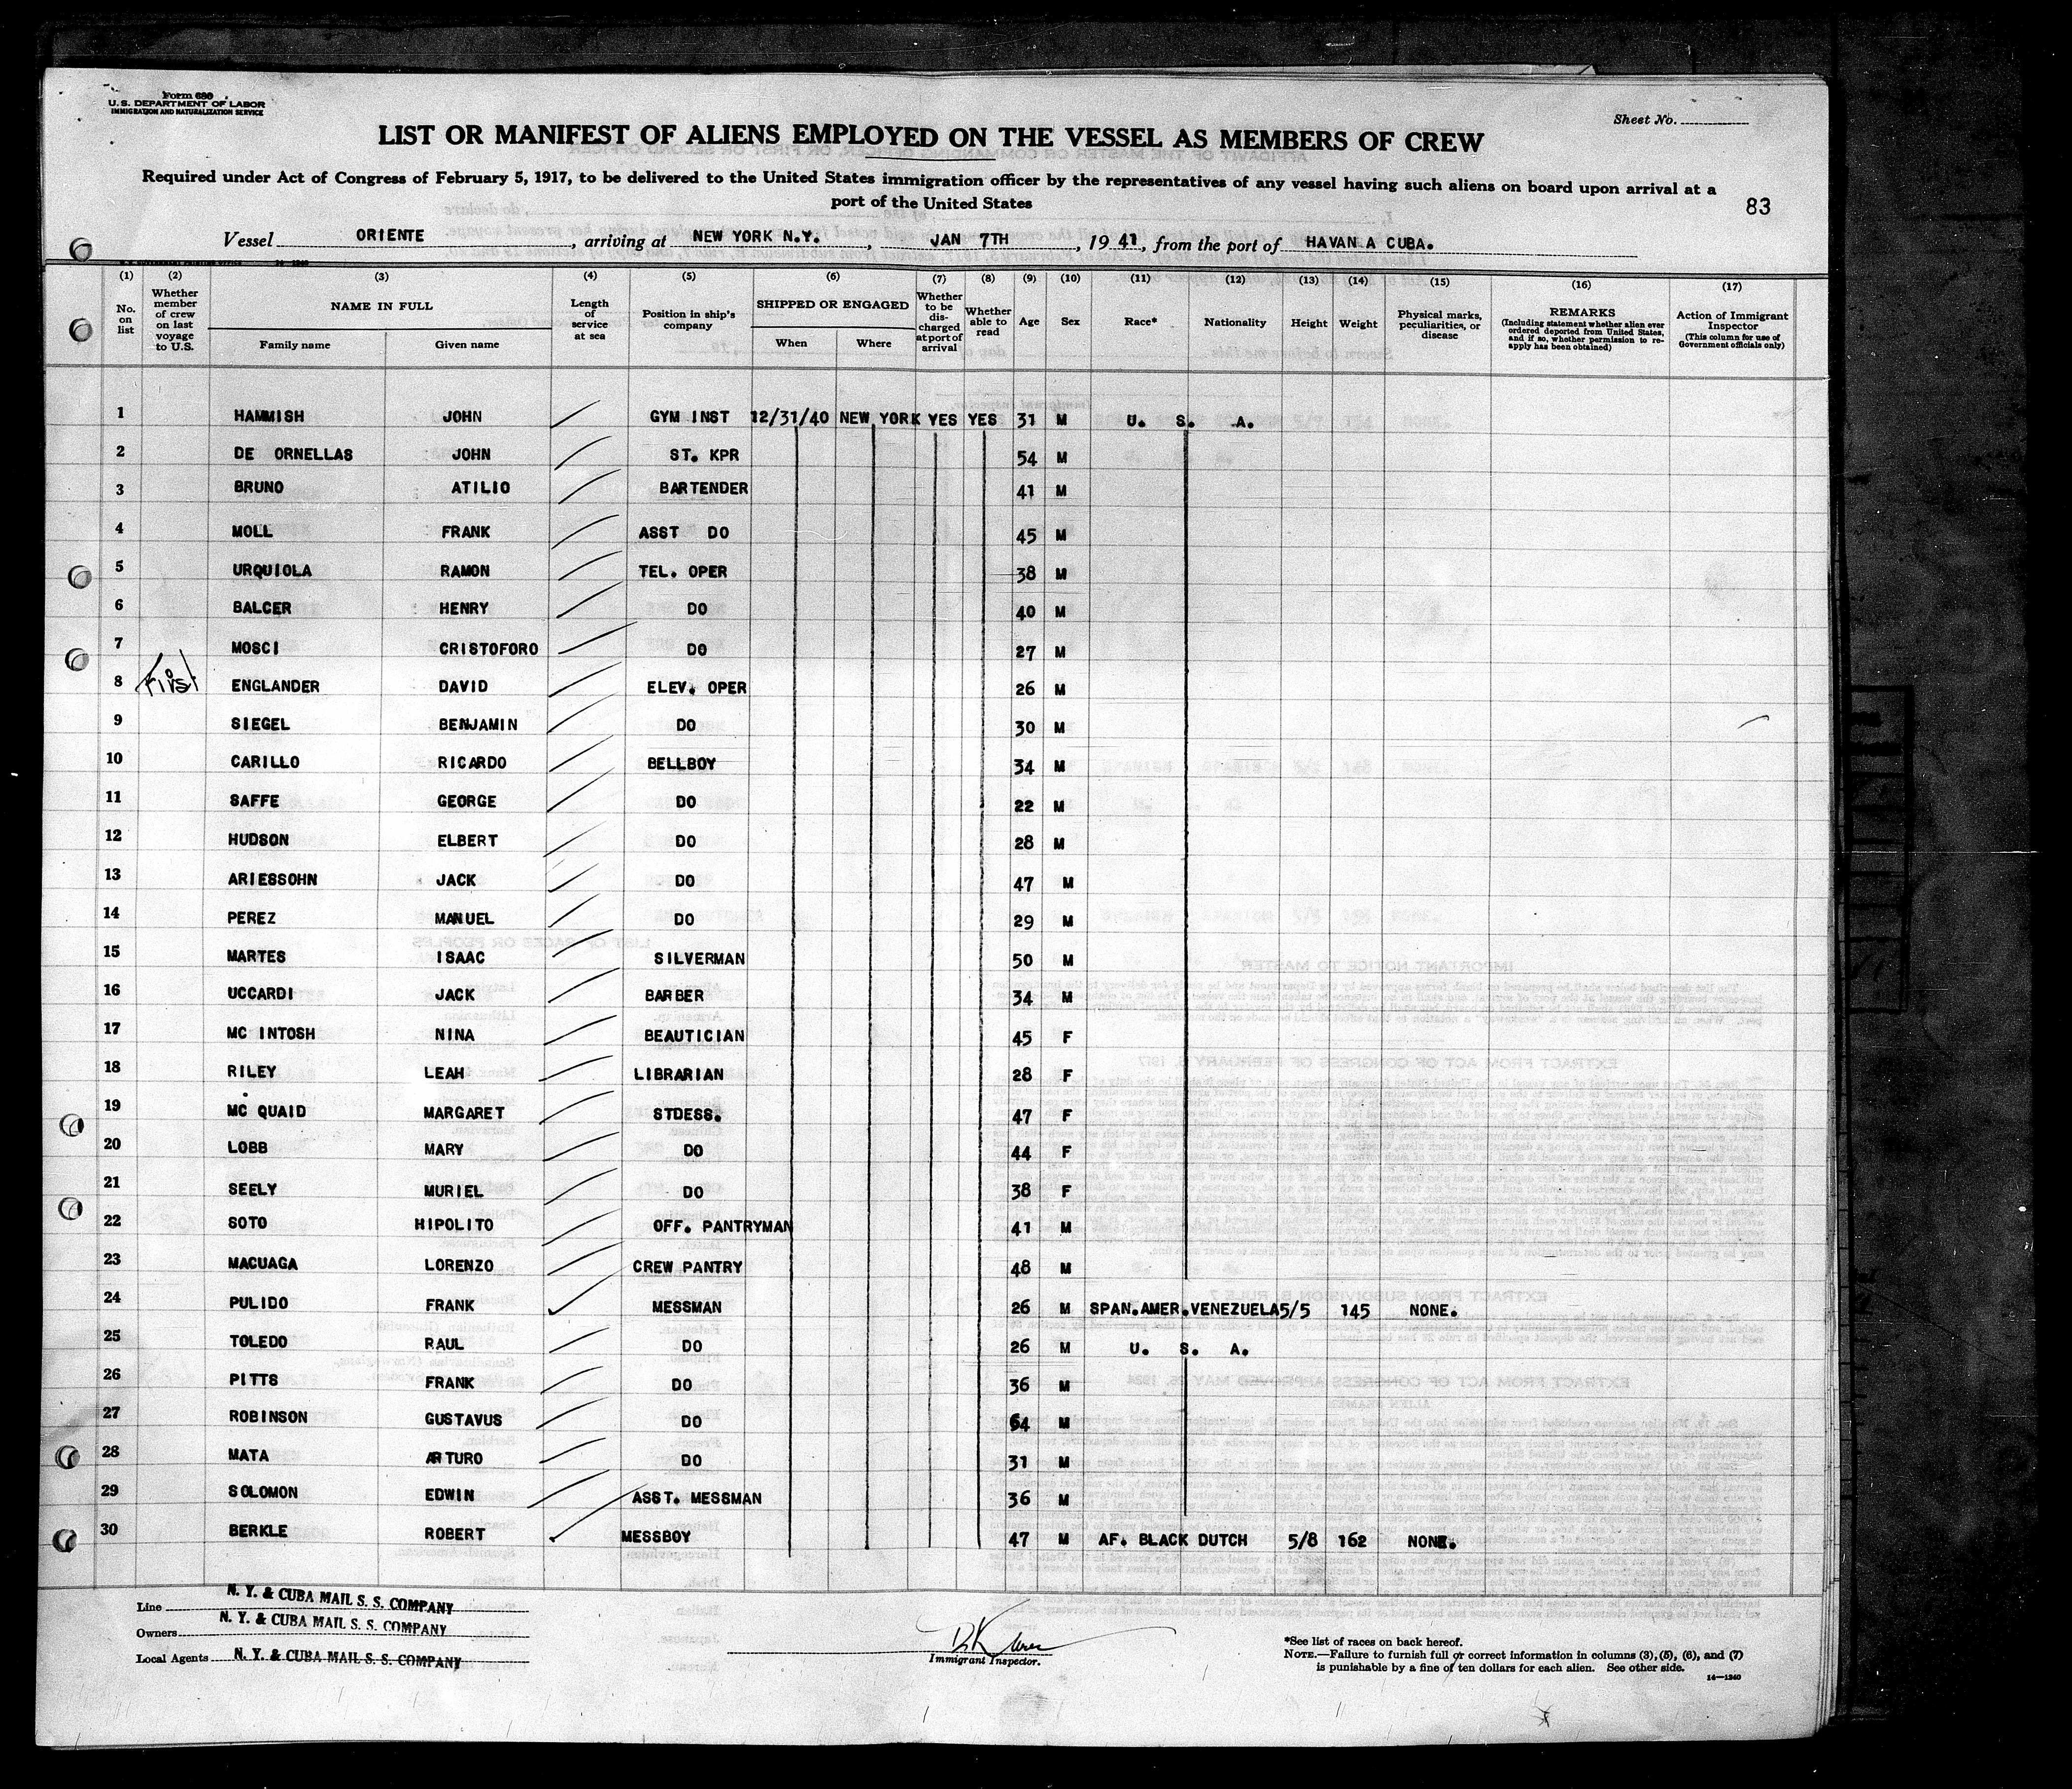 Form 680
U.S. DEPARTMENT OF LABOR
IMMIGRATION AND NATURALIZATION SERVICE
Sheet No.
LIST OR MANIFEST OF ALIENS EMPLOYED ON THE VESSEL AS MEMBERS OF CREW
Required under Act of Congress of February 5, 1917, to be delivered to the United States immigration officer by the representatives of any vessel having such aliens on board upon arrival at a
port of the United States
83
Vessel ORIENTE, arriving at NEW YORK N.Y., JAN 7TH, 1941, from the port of HAVANA CUBA.
(1) (2) (3) (4) (5) (6) (7) (8) (9) (10) (11) (12) (13) (14) (15) (16) (17)
No. on list Whether member of crew on last voyage to U.S. NAME IN FULL Family name Given name Length of service at sea Position in ship's company SHIPPED OR ENGAGED When Where Whether to be discharged at port of arrival Whether able to read Age Sex Race* Nationality Height Weight Physical marks, peculiarities, or disease REMARKS (Including statement whether alien ever ordered deported from United States, and if so, whether permission to re-apply has been obtained) Action of Immigrant Inspector (This column for use of Government officials only)
1 HAMMISH JOHN GYM INST 12/31/40 NEW YORK YES YES 31 M U. S. A.
2 DE ORNELLAS JOHN ST. KPR 54 M
3 BRUNO ATILIO BARTENDER 41 M
4 MOLL FRANK ASST DO 45 M
5 URQUIOLA RAMON TEL. OPER 38 M
6 BALCER HENRY DO 40 M
7 MOSCI CRISTOFORO DO 27 M
8 First ENGLANDER DAVID ELEV. OPER 26 M
9 SIEGEL BENJAMIN DO 30 M
10 CARILLO RICARDO BELLBOY 34 M
11 SAFFE GEORGE DO 22 M
12 HUDSON ELBERT DO 28 M
13 ARIESSOHN JACK DO 47 M
14 PEREZ MANUEL DO 29 M
15 MARTES ISAAC SILVERMAN 50 M
16 UCCARDI JACK BARBER 34 M
17 MC INTOSH NINA BEAUTICIAN 45 F
18 RILEY LEAH LIBRARIAN 28 F
19 MC QUAID MARGARET STDESS. 47 F
20 LOBB MARY DO 44 F
21 SEELY MURIEL DO 38 F
22 SOTO HIPOLITO OFF. PANTRYMAN 41 M
23 MACUAGA LORENZO CREW PANTRY 48 M
24 PULIDO FRANK MESSMAN 26 M SPAN.AMER.VENEZUELA 5/5 145 NONE.
25 TOLEDO RAUL DO 26 M U. S. A.
26 PITTS FRANK DO 36 M
27 ROBINSON GUSTAVUS DO 64 M
28 MATA ARTURO DO 31 M
29 SOLOMON EDWIN ASST. MESSMAN 36 M
30 BERKLE ROBERT MESSBOY 47 M AF. BLACK DUTCH 5/8 162 NONE.
Line N. Y. & CUBA MAIL S. S. COMPANY
Owners N. Y. & CUBA MAIL S. S. COMPANY
Local Agents N. Y. & CUBA MAIL S. S. COMPANY
Immigrant Inspector.
*See list of races on back hereof.
NOTE.—Failure to furnish full or correct information in columns (3), (5), (6), and (7)
is punishable by a fine of ten dollars for each alien. See other side.
14—1240